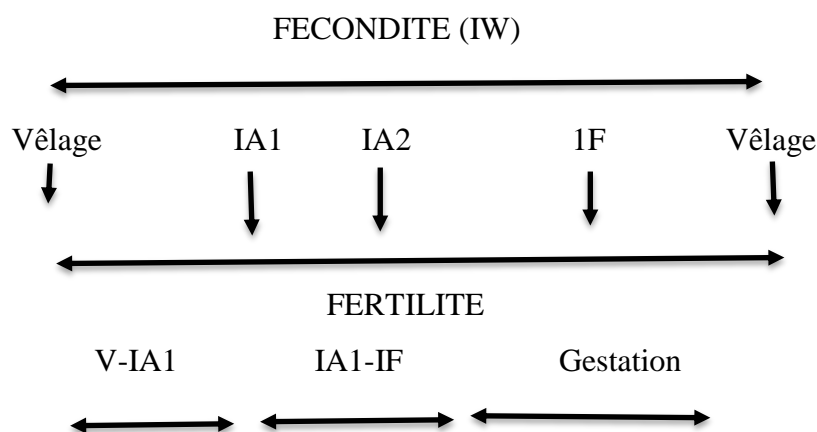 FECONDITE (IW)
Vêlage IA1 IA2 1F Vêlage
FERTILITE
V-IA1 IA1-IF Gestation